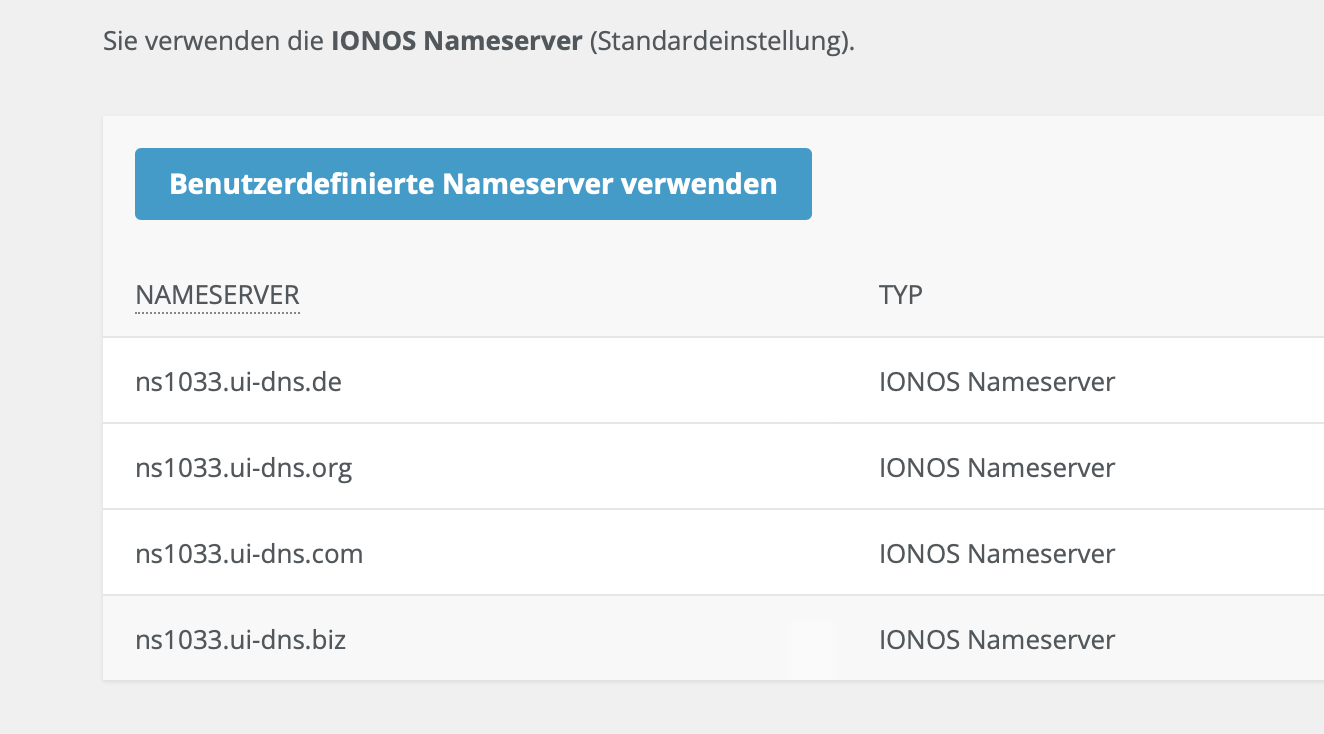 Sie verwenden die IONOS Nameserver (Standardeinstellung).
Benutzerdefinierte Nameserver verwenden
NAMESERVER TYP
ns1033.ui-dns.de IONOS Nameserver
ns1033.ui-dns.org IONOS Nameserver
ns1033.ui-dns.com IONOS Nameserver
ns1033.ui-dns.biz IONOS Nameserver